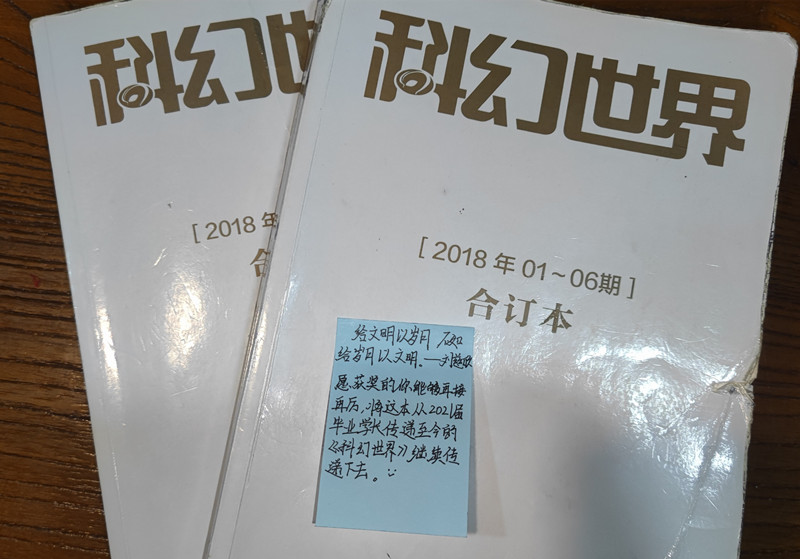 科幻世
[ 2018 年
科幻世界
[ 2018 年 01～06期 ]
合订本
给文明以岁月 不如
给岁月以文明。——刘慈欣
愿获奖的你能够再接
再厉,将这本从2021届
毕业学长传递至今的
《科幻世界》继续传
递下去。